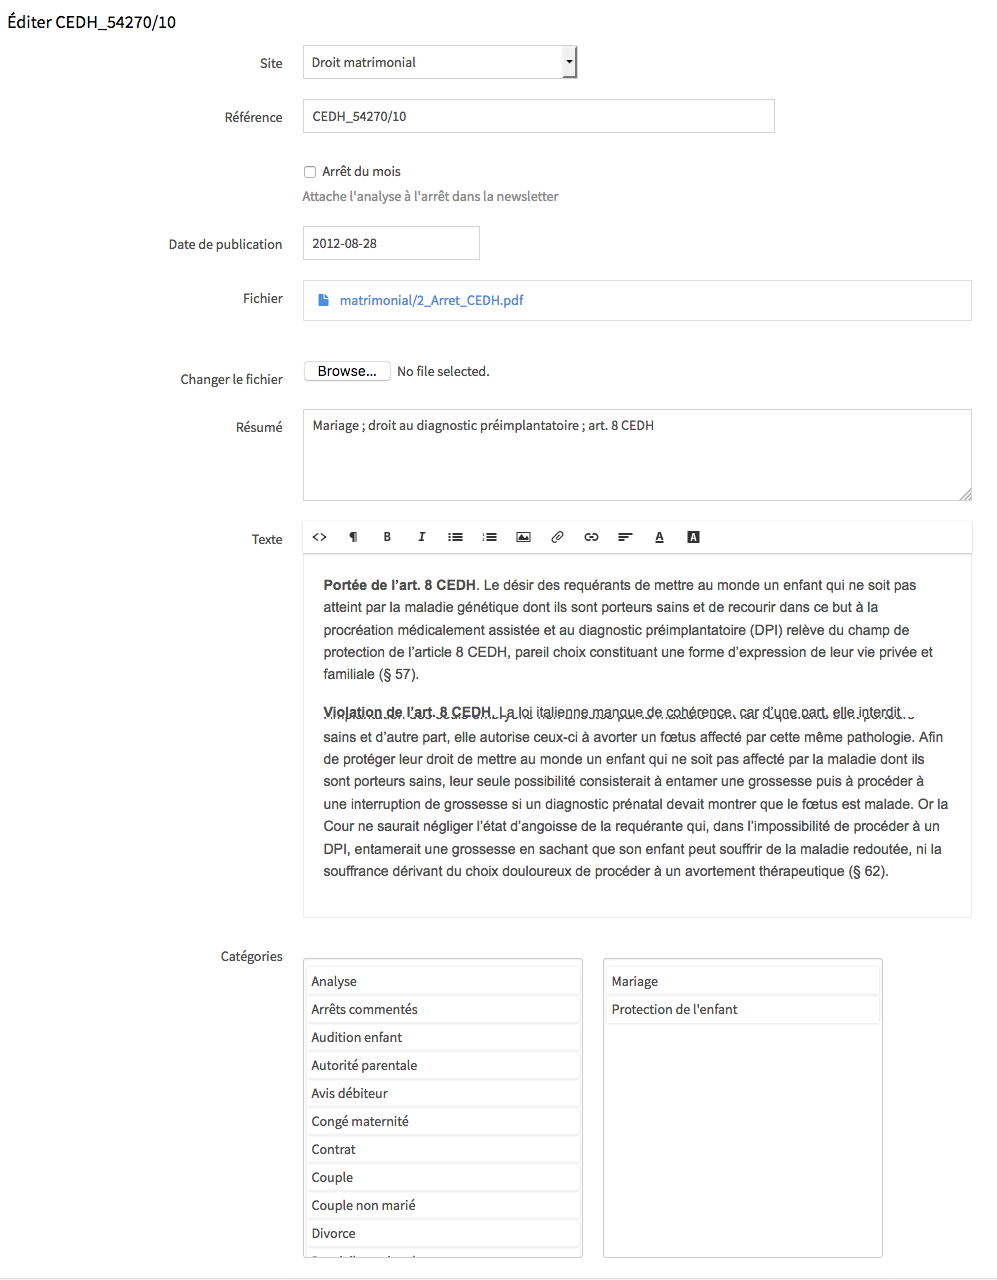 Éditer CEDH_54270/10
Site
Droit matrimonial
Référence
CEDH_54270/10
Arrêt du mois
Attache l'analyse à l'arrêt dans la newsletter
Date de publication
2012-08-28
Fichier
matrimonial/2_Arret_CEDH.pdf
Changer le fichier
Browse... No file selected.
Résumé
Mariage ; droit au diagnostic préimplantatoire ; art. 8 CEDH
Texte
Portée de l’art. 8 CEDH. Le désir des requérants de mettre au monde un enfant qui ne soit pas
atteint par la maladie génétique dont ils sont porteurs sains et de recourir dans ce but à la
procréation médicalement assistée et au diagnostic préimplantatoire (DPI) relève du champ de
protection de l’article 8 CEDH, pareil choix constituant une forme d’expression de leur vie privée et
familiale (§ 57).
Violation de l’art. 8 CEDH. La loi italienne manque de cohérence, car d’une part, elle interdit
sains et d’autre part, elle autorise ceux-ci à avorter un fœtus affecté par cette même pathologie. Afin
de protéger leur droit de mettre au monde un enfant qui ne soit pas affecté par la maladie dont ils
sont porteurs sains, leur seule possibilité consisterait à entamer une grossesse puis à procéder à
une interruption de grossesse si un diagnostic prénatal devait montrer que le fœtus est malade. Or la
Cour ne saurait négliger l’état d’angoisse de la requérante qui, dans l’impossibilité de procéder à un
DPI, entamerait une grossesse en sachant que son enfant peut souffrir de la maladie redoutée, ni la
souffrance dérivant du choix douloureux de procéder à un avortement thérapeutique (§ 62).
Catégories
Analyse
Arrêts commentés
Audition enfant
Autorité parentale
Avis débiteur
Congé maternité
Contrat
Couple
Couple non marié
Divorce
Mariage
Protection de l'enfant